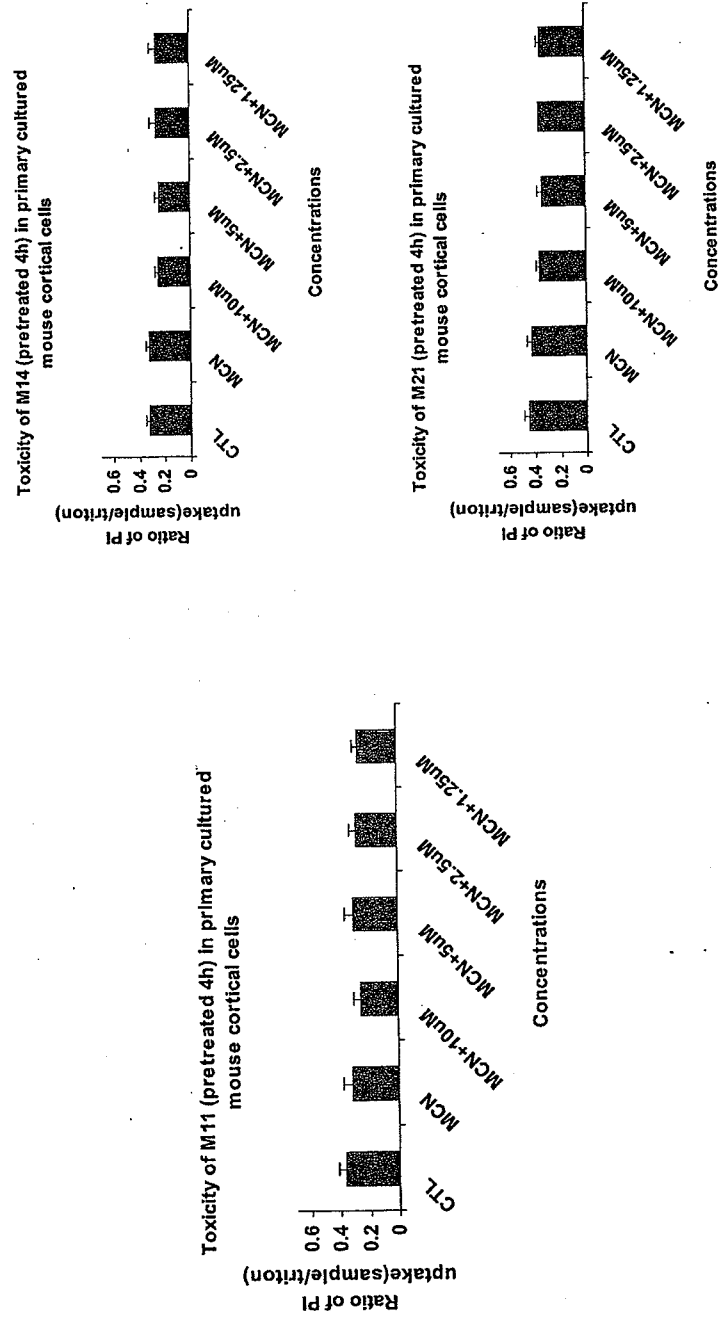 Toxicity of M11 (pretreated 4h) in primary cultured
mouse cortical cells
Ratio of PI
uptake(sample/triton)
0.6
0.4
0.2
0
CTL
MCN
MCN+10uM
MCN+5uM
MCN+2.5uM
MCN+1.25uM
Concentrations
Toxicity of M14 (pretreated 4h) in primary cultured
mouse cortical cells
Ratio of PI
uptake(sample/triton)
0.6
0.4
0.2
0
CTL
MCN
MCN+10uM
MCN+5uM
MCN+2.5uM
MCN+1.25uM
Concentrations
Toxicity of M21 (pretreated 4h) in primary cultured
mouse cortical cells
Ratio of PI
uptake(sample/triton)
0.6
0.4
0.2
0
CTL
MCN
MCN+10uM
MCN+5uM
MCN+2.5uM
MCN+1.25uM
Concentrations